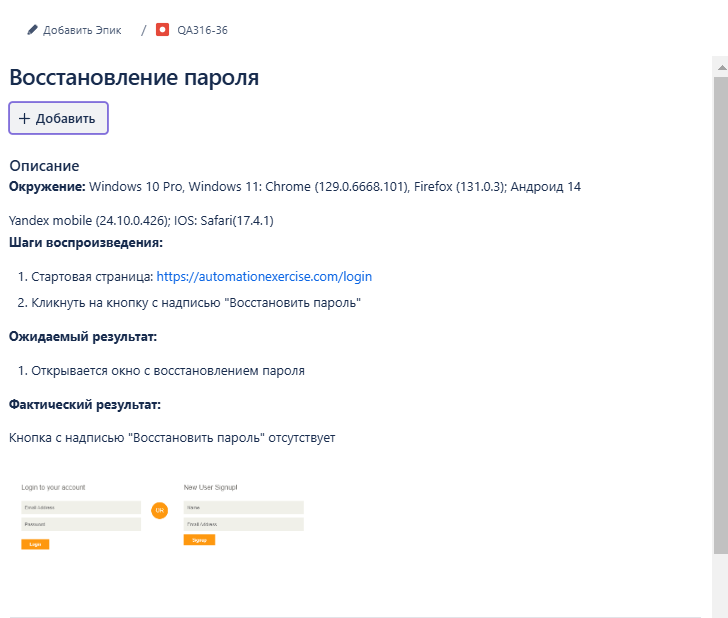 Добавить Эпик / QA316-36
Восстановление пароля
+ Добавить
Описание
Окружение: Windows 10 Pro, Windows 11: Chrome (129.0.6668.101), Firefox (131.0.3); Андроид 14
Yandex mobile (24.10.0.426); IOS: Safari(17.4.1)
Шаги воспроизведения:
1. Стартовая страница: https://automationexercise.com/login
2. Кликнуть на кнопку с надписью "Восстановить пароль"
Ожидаемый результат:
1. Открывается окно с восстановлением пароля
Фактический результат:
Кнопка с надписью "Восстановить пароль" отсутствует
Login to your account
New User Signup!
Email Address
OR
Name
Password
Email Address
Login
Signup